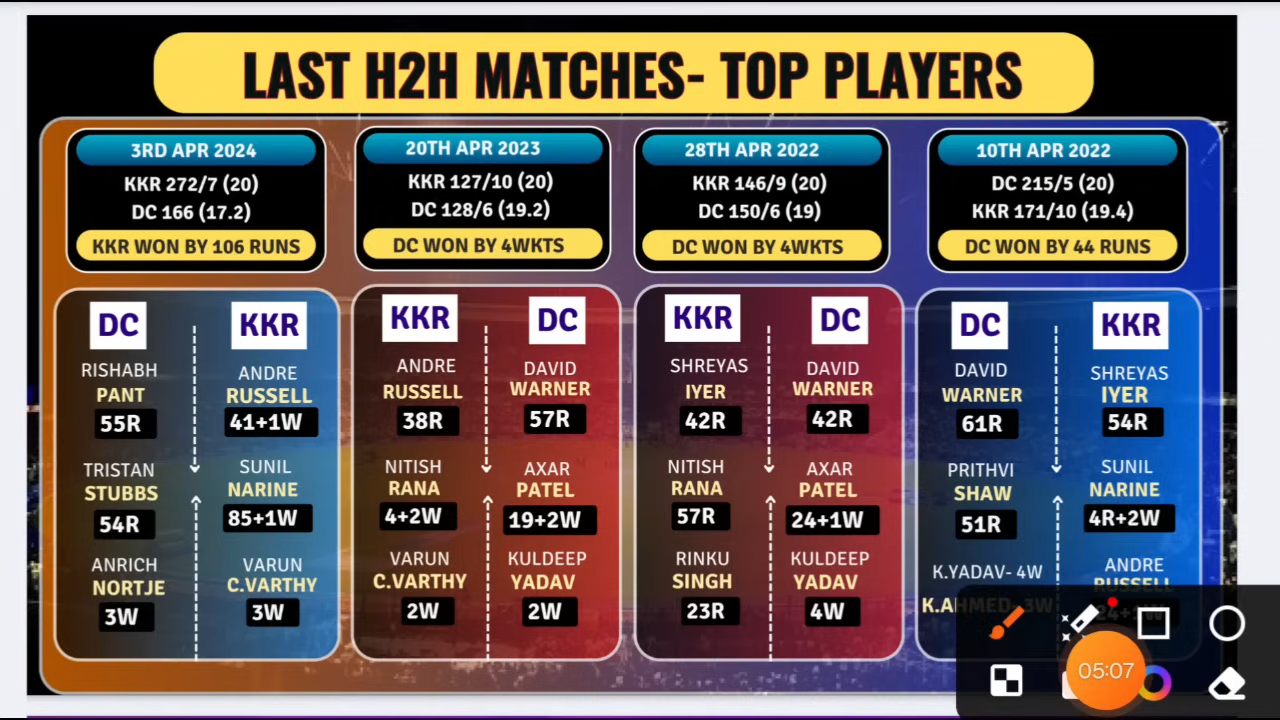 LAST H2H MATCHES- TOP PLAYERS
3RD APR 2024
KKR 272/7 (20)
DC 166 (17.2)
KKR WON BY 106 RUNS
20TH APR 2023
KKR 127/10 (20)
DC 128/6 (19.2)
DC WON BY 4WKTS
28TH APR 2022
KKR 146/9 (20)
DC 150/6 (19)
DC WON BY 4WKTS
10TH APR 2022
DC 215/5 (20)
KKR 171/10 (19.4)
DC WON BY 44 RUNS
DC
RISHABH
PANT
55R
TRISTAN
STUBBS
54R
ANRICH
NORTJE
3W
KKR
ANDRE
RUSSELL
41+1W
SUNIL
NARINE
85+1W
VARUN
C.VARTHY
3W
KKR
ANDRE
RUSSELL
38R
NITISH
RANA
4+2W
VARUN
C.VARTHY
2W
DC
DAVID
WARNER
57R
AXAR
PATEL
19+2W
KULDEEP
YADAV
2W
KKR
SHREYAS
IYER
42R
NITISH
RANA
57R
RINKU
SINGH
23R
DC
DAVID
WARNER
42R
AXAR
PATEL
24+1W
KULDEEP
YADAV
4W
DC
DAVID
WARNER
61R
PRITHVI
SHAW
51R
K.YADAV- 4W
K.AHMED- 3W
KKR
SHREYAS
IYER
54R
SUNIL
NARINE
4R+2W
ANDRE
RUSSELL
05:07